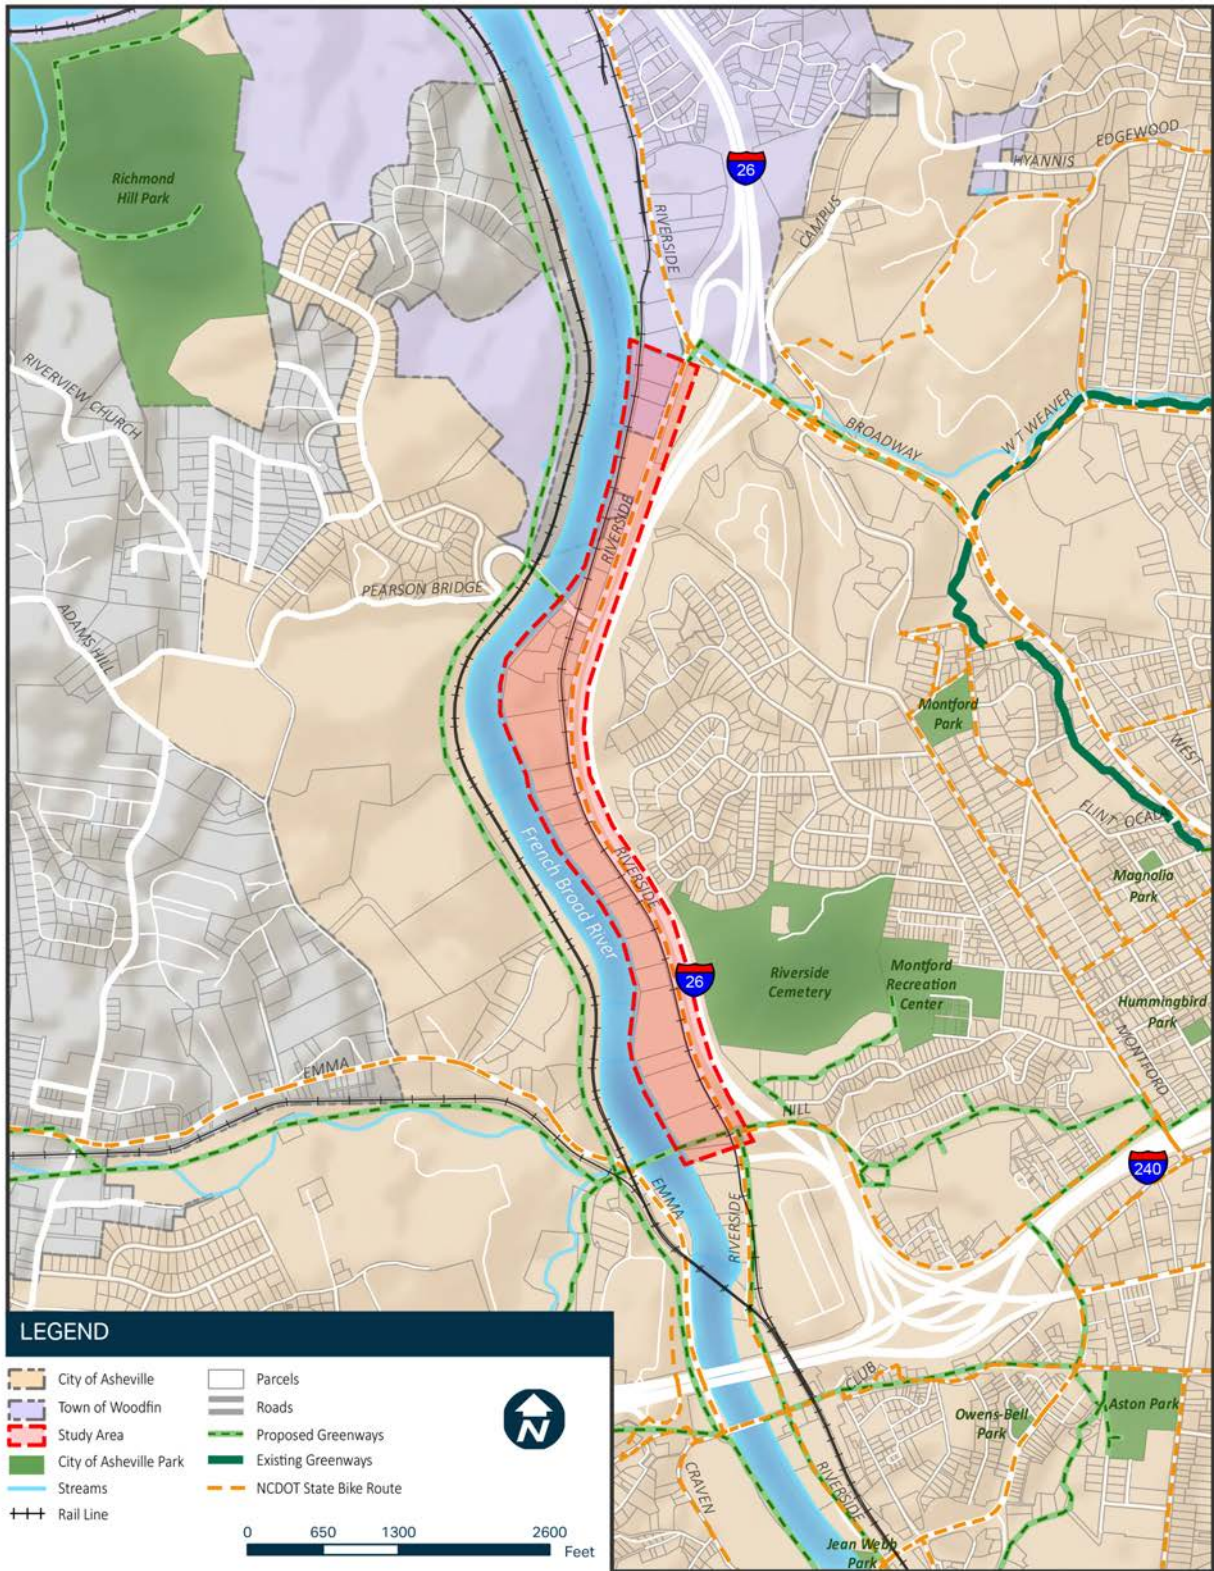 Richmond
Hill Park
26
RIVERSIDE
CAMPUS
HYANNIS
EDGEWOOD
RIVERVIEW CHURCH
BROADWAY
W T WEAVER
RIVERSIDE
PEARSON BRIDGE
ADAMS HILL
Montford
Park
WEST
FLINT
OCALA
French Broad River
RIVERSIDE
Magnolia
Park
26
Riverside
Cemetery
Montford
Recreation
Center
Hummingbird
Park
MONTFORD
EMMA
HILL
240
EMMA
RIVERSIDE
CLUB
Owens-Bell
Park
Aston Park
CRAVEN
RIVERSIDE
Jean Webb
Park
LEGEND
City of Asheville
Town of Woodfin
Study Area
City of Asheville Park
Streams
Rail Line
Parcels
Roads
Proposed Greenways
Existing Greenways
NCDOT State Bike Route
N
0 650 1300 2600
Feet